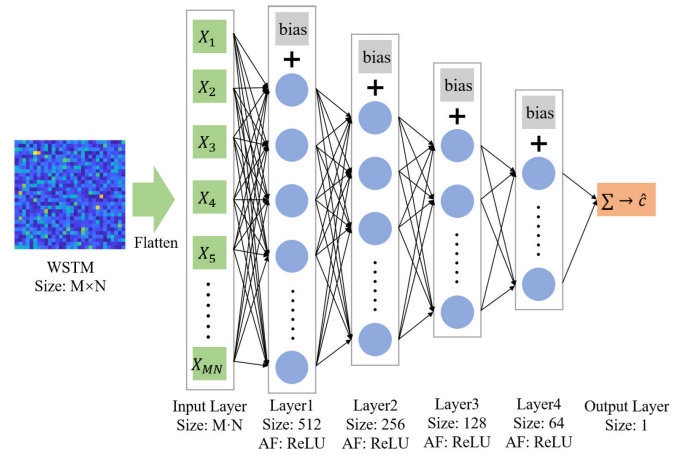 WSTM
Size: M×N
Flatten
X1
X2
X3
X4
X5
XMN
bias
+
bias
+
bias
+
bias
+
∑ → ĉ
Input Layer
Size: M·N
Layer1
Size: 512
AF: ReLU
Layer2
Size: 256
AF: ReLU
Layer3
Size: 128
AF: ReLU
Layer4
Size: 64
AF: ReLU
Output Layer
Size: 1